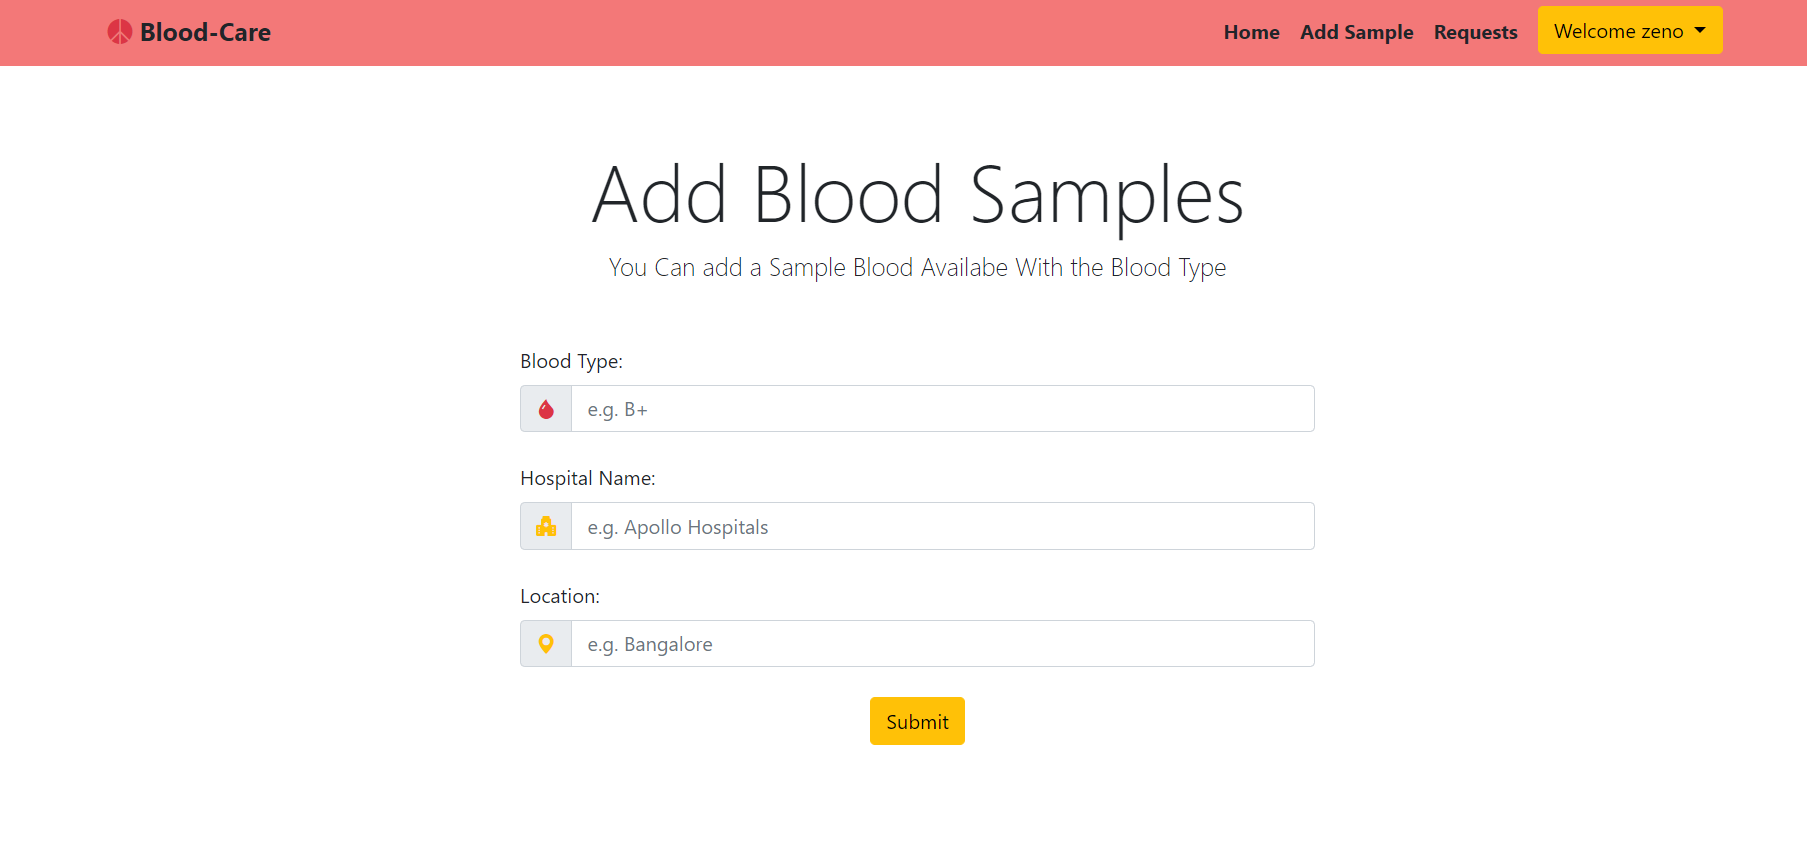 Blood-Care
Home Add Sample Requests Welcome zeno
Add Blood Samples
You Can add a Sample Blood Availabe With the Blood Type
Blood Type:
e.g. B+
Hospital Name:
e.g. Apollo Hospitals
Location:
e.g. Bangalore
Submit